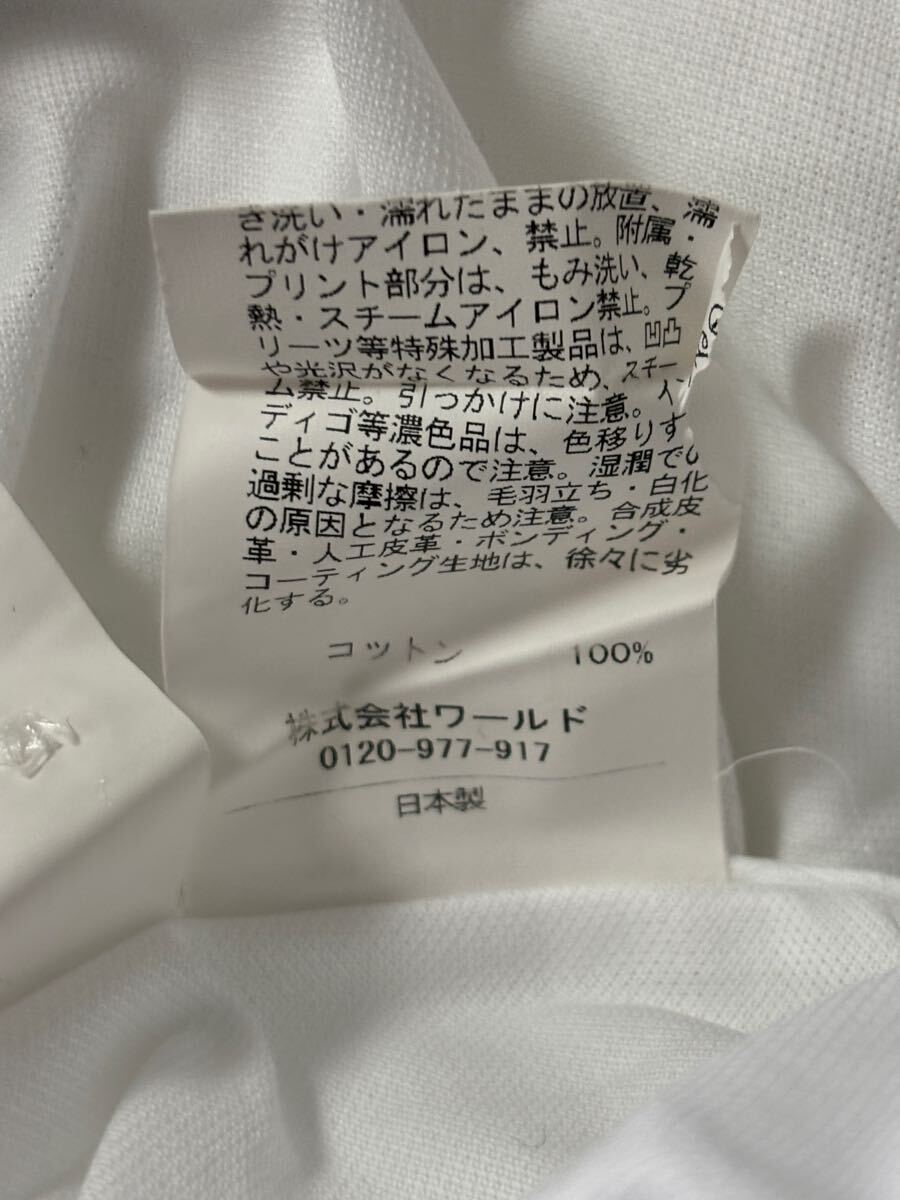 き洗い・濡れたままの放置、濡
れがけアイロン、禁止。附属・
プリント部分は、もみ洗い、乾
熱・スチームアイロン禁止。プ
リーツ等特殊加工製品は、凹凸
や光沢がなくなるため、スチー
ム禁止。引っかけに注意。イン
ディゴ等濃色品は、色移りす
ことがあるので注意。湿潤での
過剰な摩擦は、毛羽立ち・白化
の原因となるため注意。合成皮
革・人工皮革・ボンディング・
コーティング生地は、徐々に劣
化する。
コットン 100%
株式会社ワールド
0120-977-917
日本製